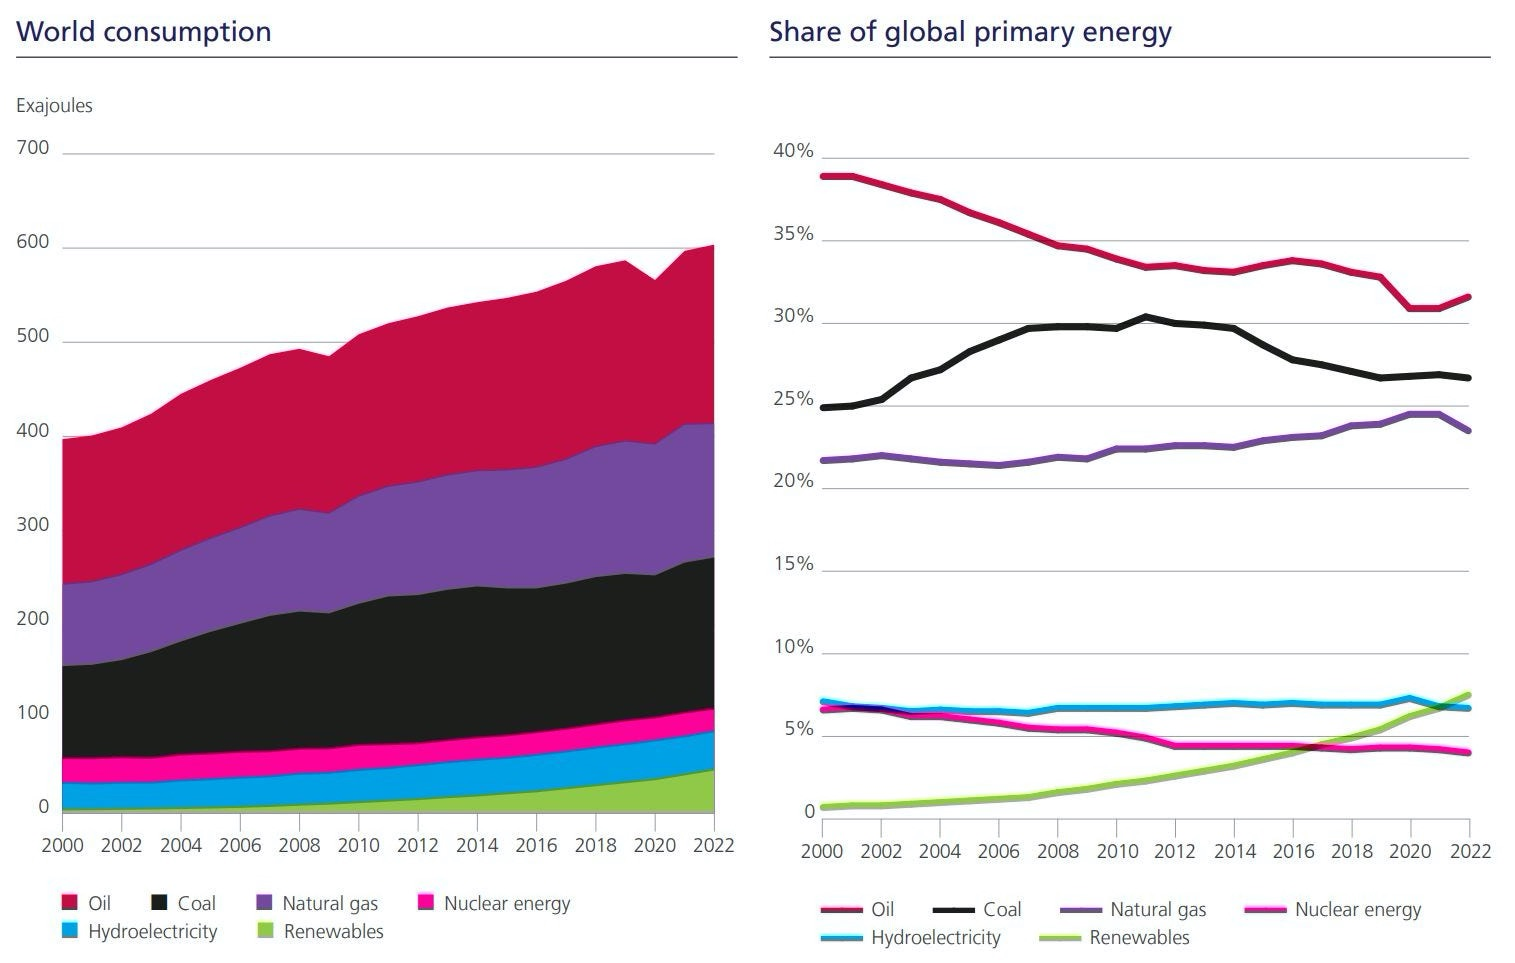 World consumption
Exajoules
700
600
500
400
300
200
100
0
2000 2002 2004 2006 2008 2010 2012 2014 2016 2018 2020 2022
Oil Coal Natural gas Nuclear energy
Hydroelectricity Renewables
Share of global primary energy
40%
35%
30%
25%
20%
15%
10%
5%
0
2000 2002 2004 2006 2008 2010 2012 2014 2016 2018 2020 2022
Oil Coal Natural gas Nuclear energy
Hydroelectricity Renewables